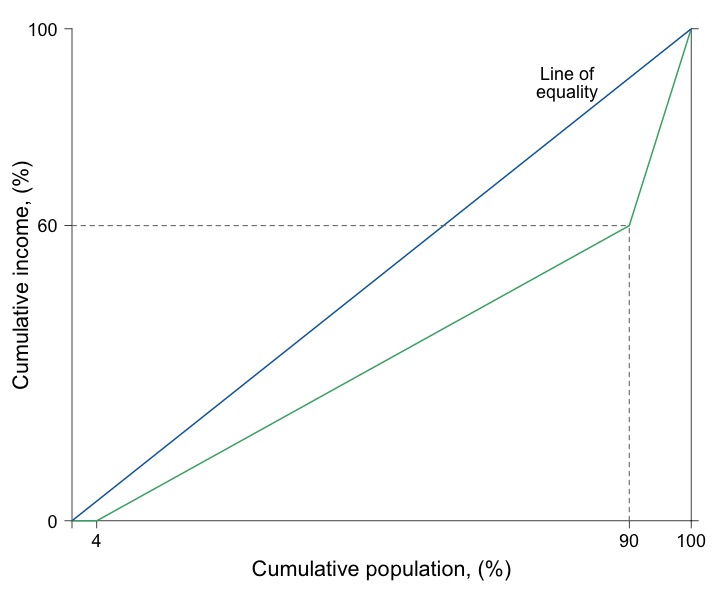 100
Line of
equality
60
Cumulative income, (%)
0
4
90
100
Cumulative population, (%)